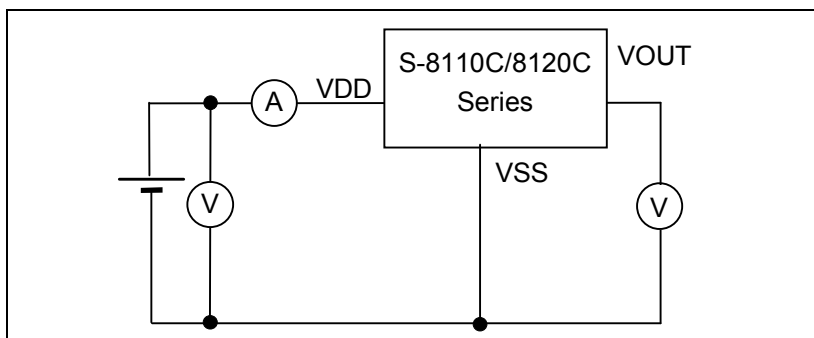 S-8110C/8120C
Series
VOUT
VDD
A
VSS
V
V